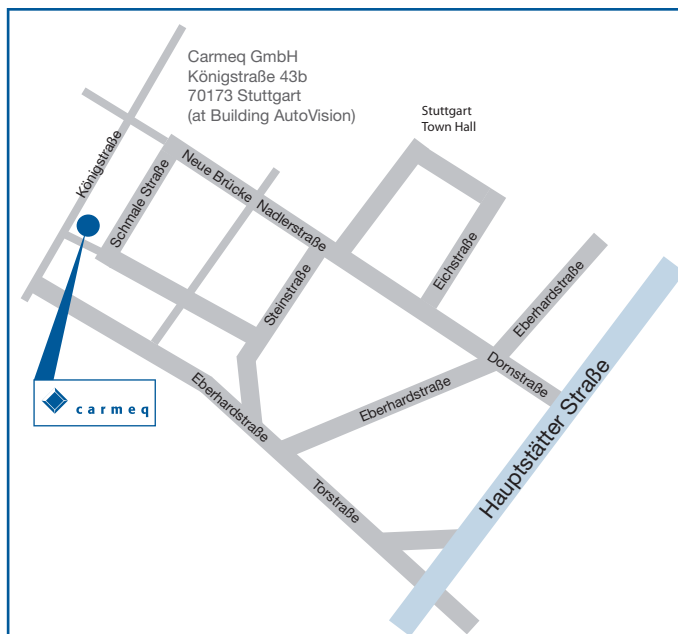 Carmeq GmbH
Königstraße 43b
70173 Stuttgart
(at Building AutoVision)
Stuttgart
Town Hall
Königstraße
Schmale Straße
Neue Brücke
Nadlerstraße
Steinstraße
Eichstraße
Eberhardstraße
Dornstraße
Eberhardstraße
Eberhardstraße
Hauptstätter Straße
Torstraße
carmeq